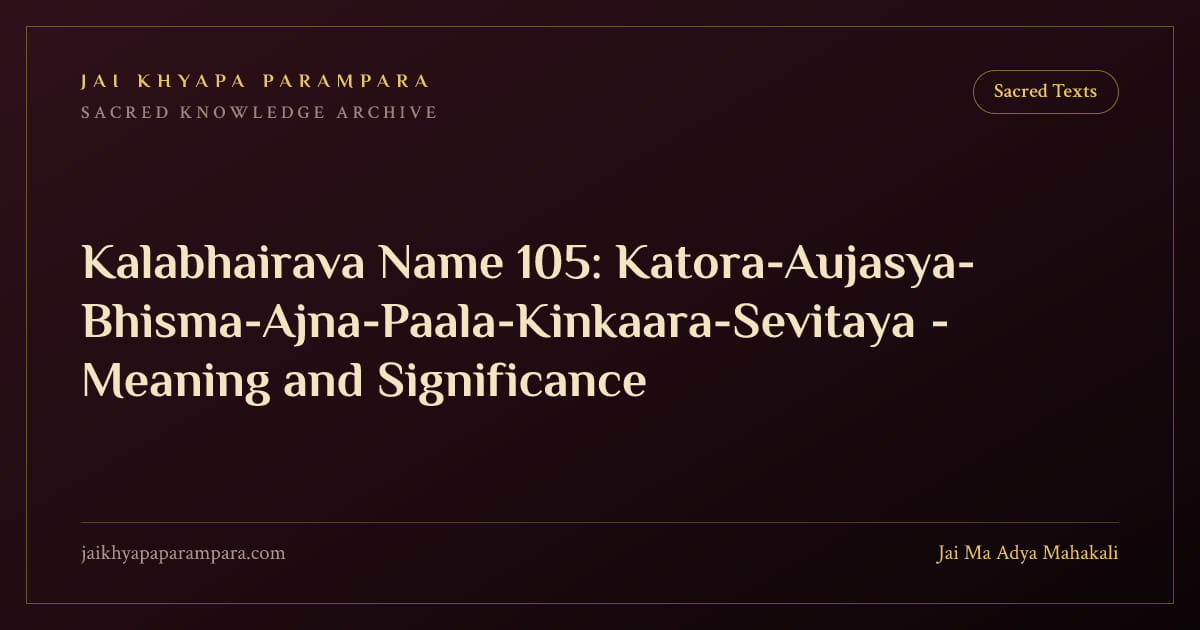 JAI KHYAPA PARAMPARA
SACRED KNOWLEDGE ARCHIVE
Sacred Texts
Kalabhairava Name 105: Katora-Aujasya-
Bhisma-Ajna-Paala-Kinkaara-Sevitaya -
Meaning and Significance
jaikhyapaparampara.com
Jai Ma Adya Mahakali